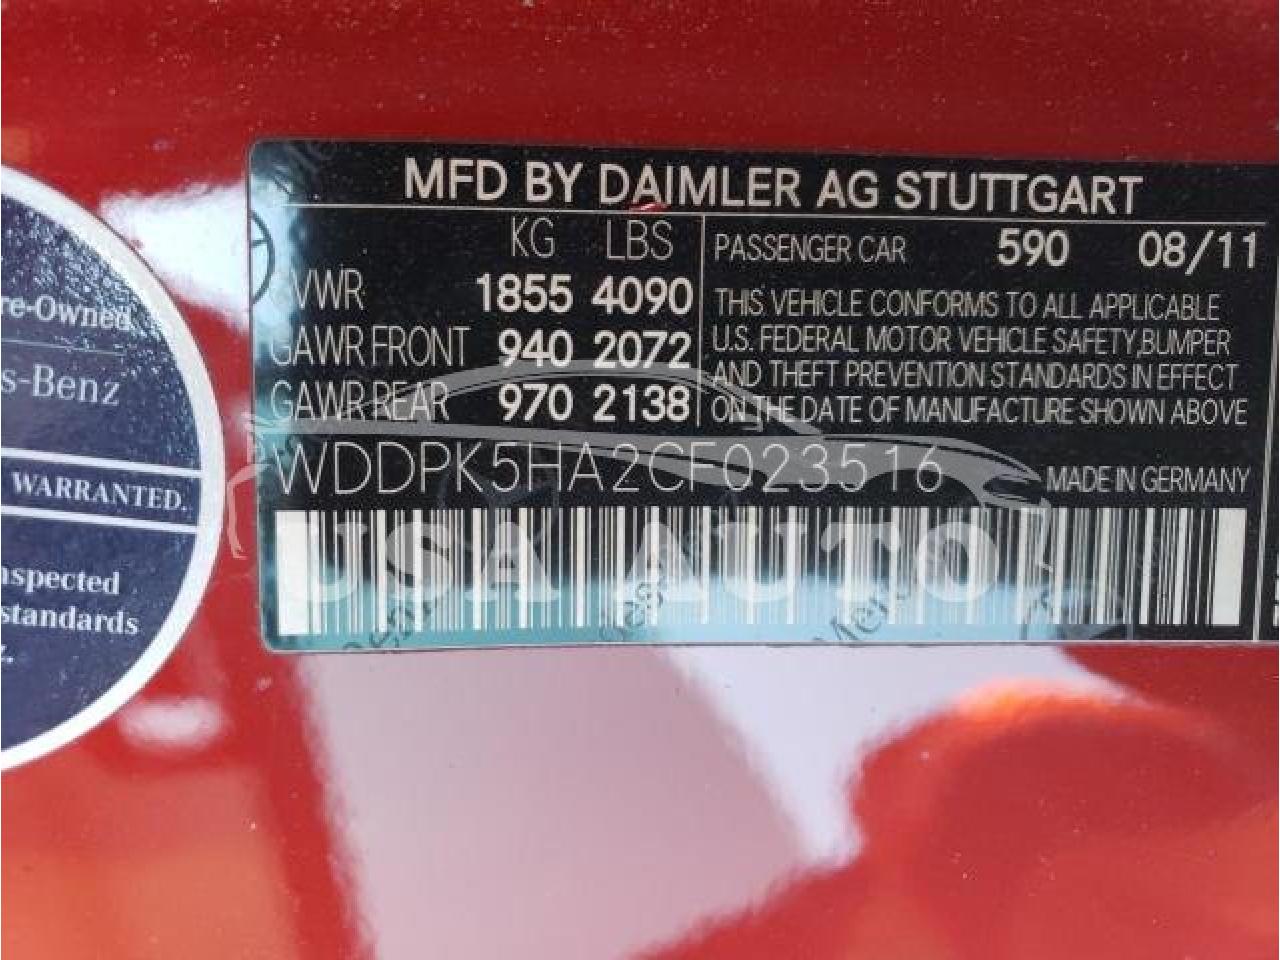 MFD BY DAIMLER AG STUTTGART
KG LBS
VWR 1855 4090
GAWR FRONT 940 2072
GAWR REAR 970 2138
PASSENGER CAR 590 08/11
THIS VEHICLE CONFORMS TO ALL APPLICABLE
U.S. FEDERAL MOTOR VEHICLE SAFETY,BUMPER
AND THEFT PREVENTION STANDARDS IN EFFECT
ON THE DATE OF MANUFACTURE SHOWN ABOVE
WDDPK5HA2CF023516
MADE IN GERMANY
USA AUTO
re-Owned
s-Benz
WARRANTED.
nspected
standards
z.